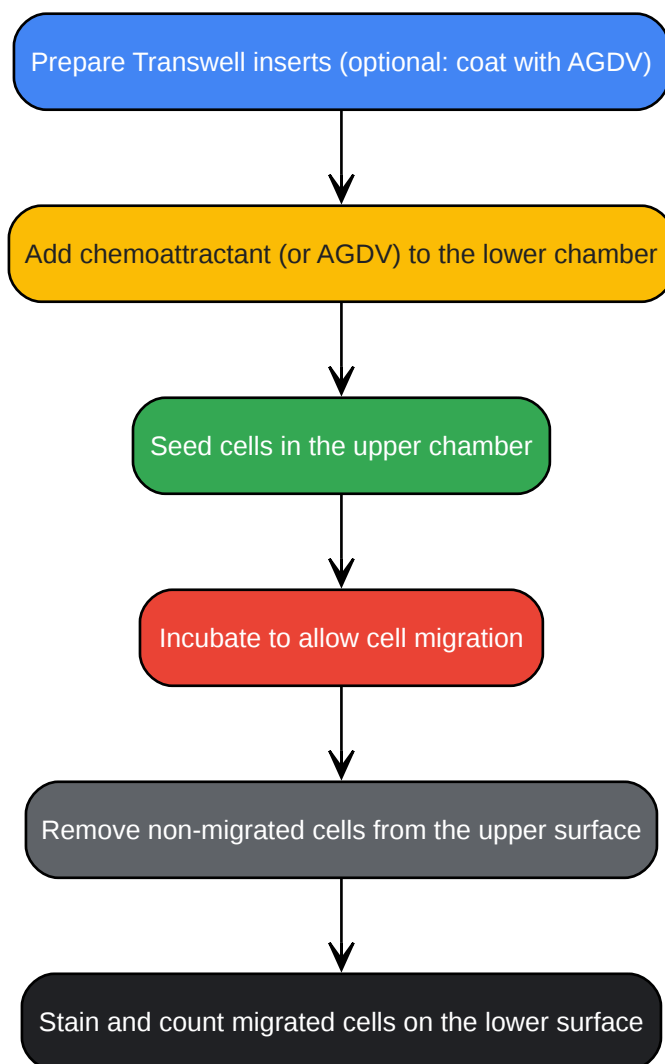 Prepare Transwell inserts (optional: coat with AGDV)
Add chemoattractant (or AGDV) to the lower chamber
Seed cells in the upper chamber
Incubate to allow cell migration
Remove non-migrated cells from the upper surface
Stain and count migrated cells on the lower surface